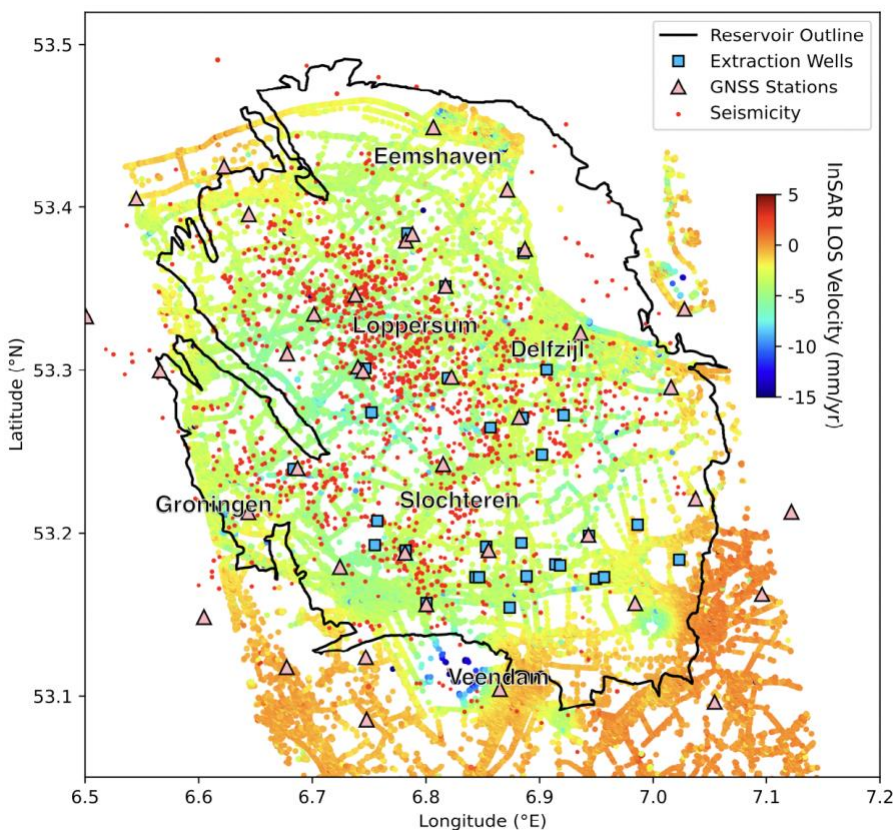 53.5
53.4
53.3
53.2
53.1
Latitude (°N)
6.5 6.6 6.7 6.8 6.9 7.0 7.1 7.2
Longitude (°E)
Reservoir Outline
Extraction Wells
GNSS Stations
Seismicity
5
0
-5
-10
-15
InSAR LOS Velocity (mm/yr)
Eemshaven
Loppersum
Delfzijl
Groningen
Slochteren
Veendam